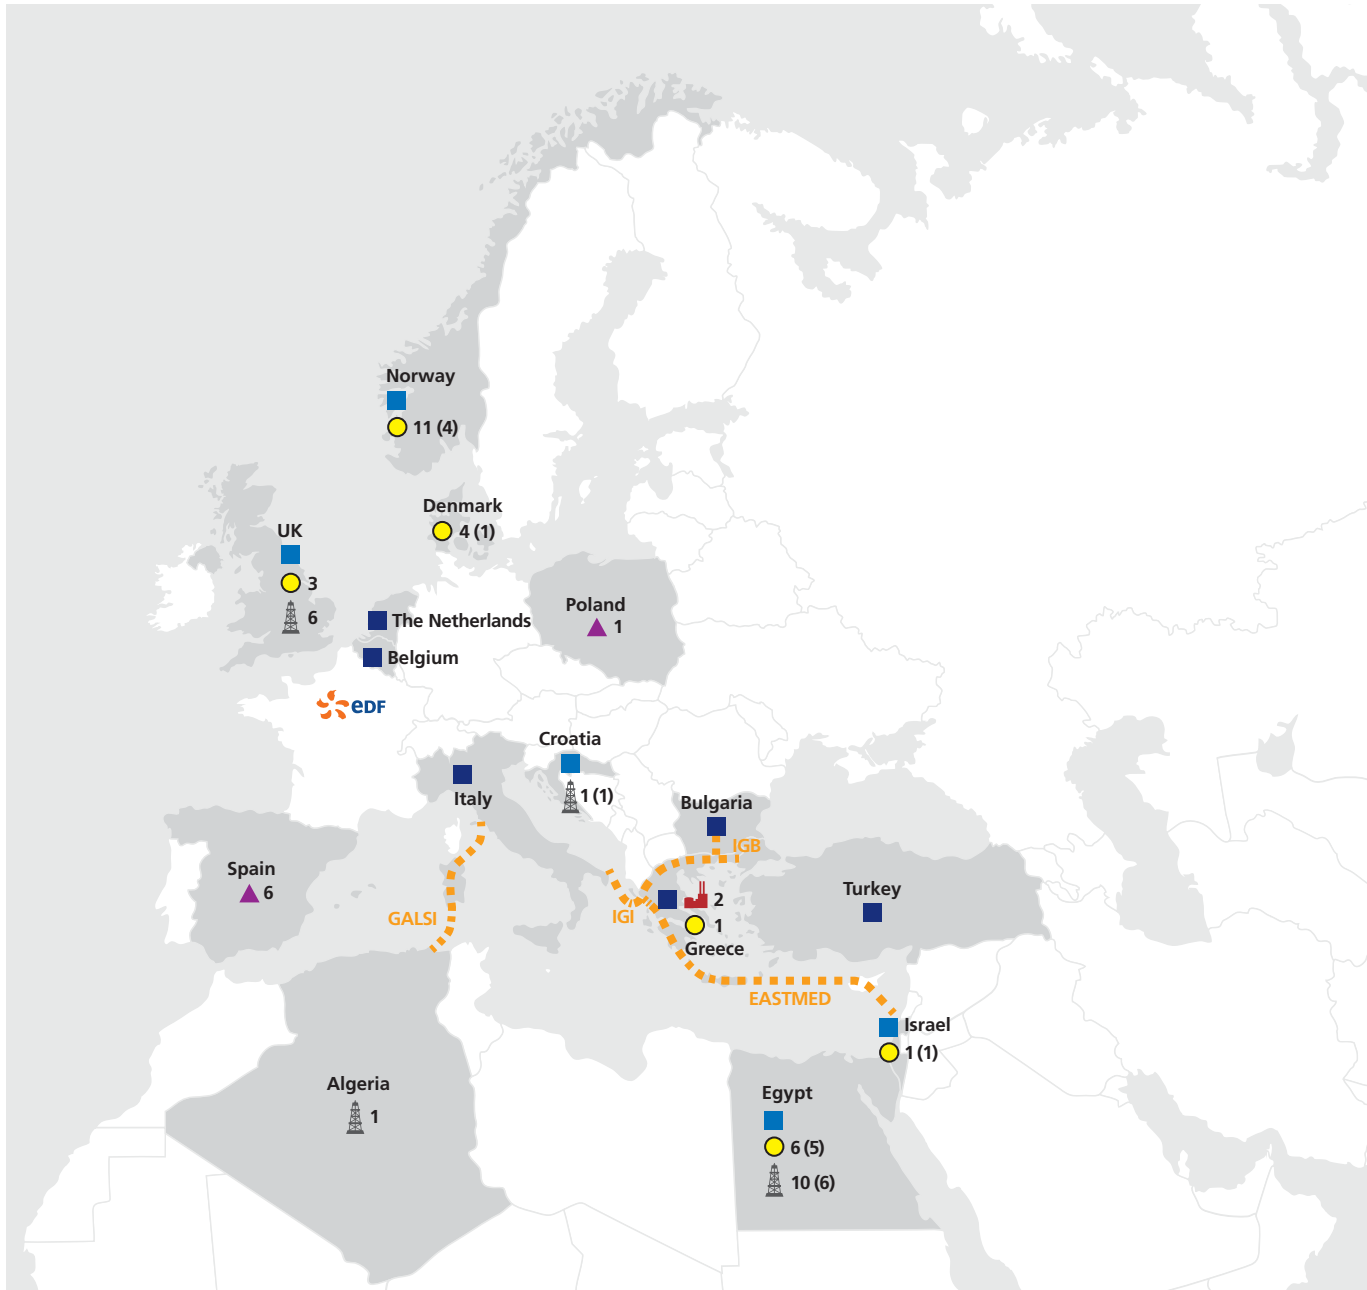 Norway
11 (4)
Denmark
4 (1)
UK
3
6
The Netherlands
Belgium
Poland
1
eDF
Croatia
1 (1)
Italy
Bulgaria
IGB
Spain
6
GALSI
IGI
2
1
Greece
Turkey
EASTMED
Israel
1 (1)
Algeria
1
Egypt
6 (5)
10 (6)